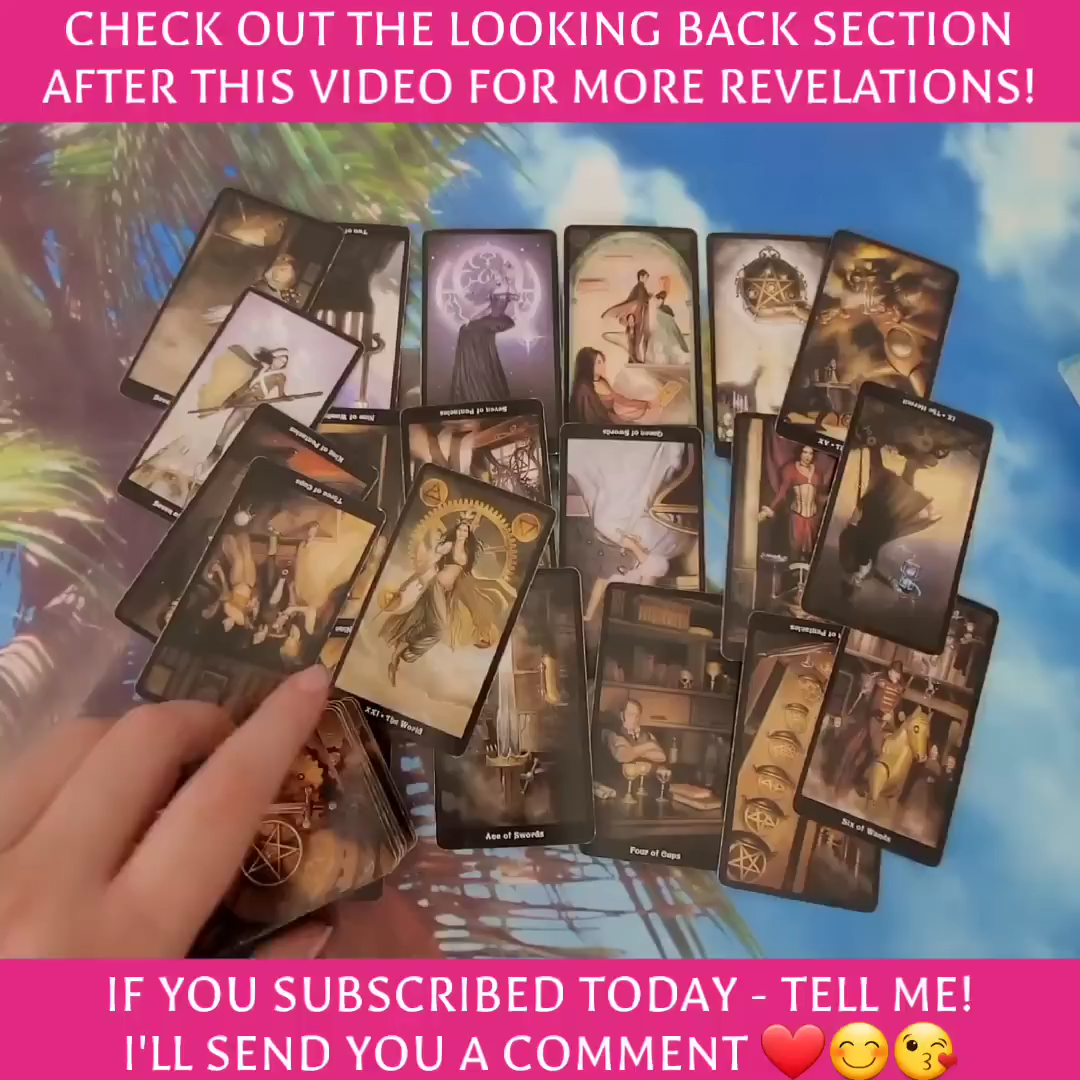 CHECK OUT THE LOOKING BACK SECTION
AFTER THIS VIDEO FOR MORE REVELATIONS!
Two of
Nine of Wands
King of Pentacles
Seven of Pentacles
Queen of Swords
IX • The Hermit
Three of Cups
XXI • The World
of Pentacles
Ace of Swords
Four of Cups
Six of Wands
IF YOU SUBSCRIBED TODAY - TELL ME!
I'LL SEND YOU A COMMENT ❤️😊😘